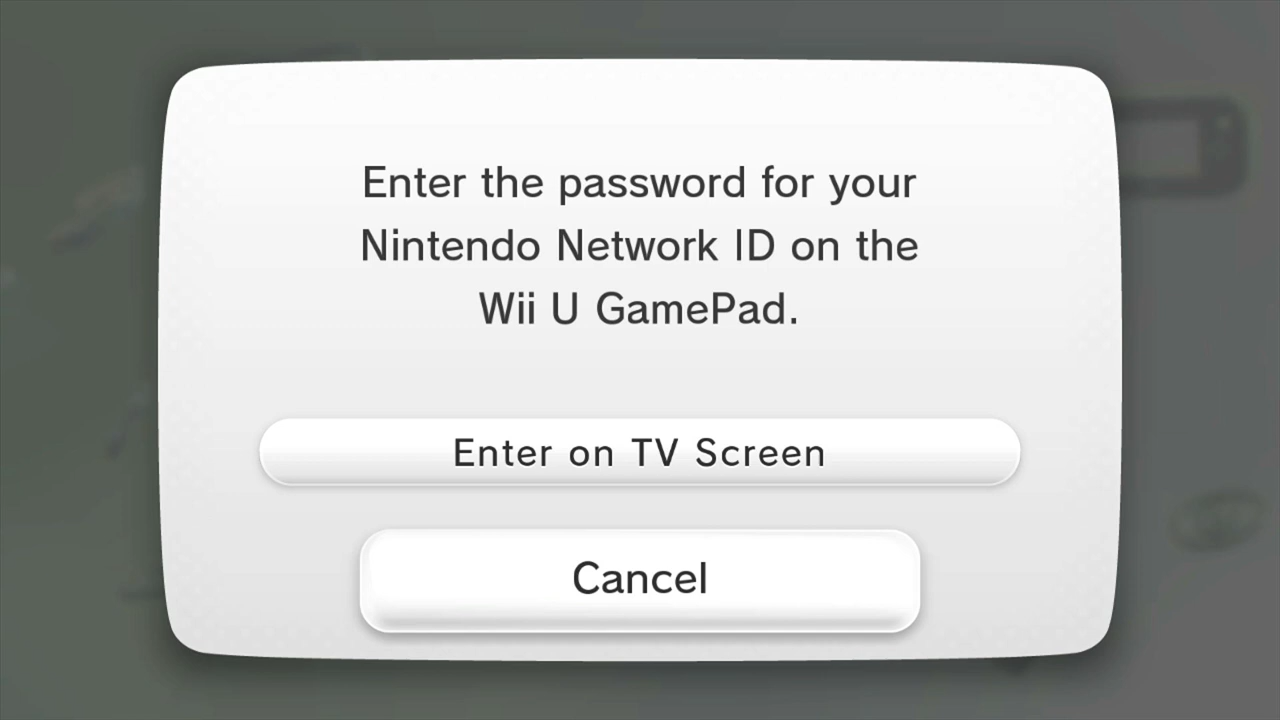 Enter the password for your
Nintendo Network ID on the
Wii U GamePad.
Enter on TV Screen
Cancel